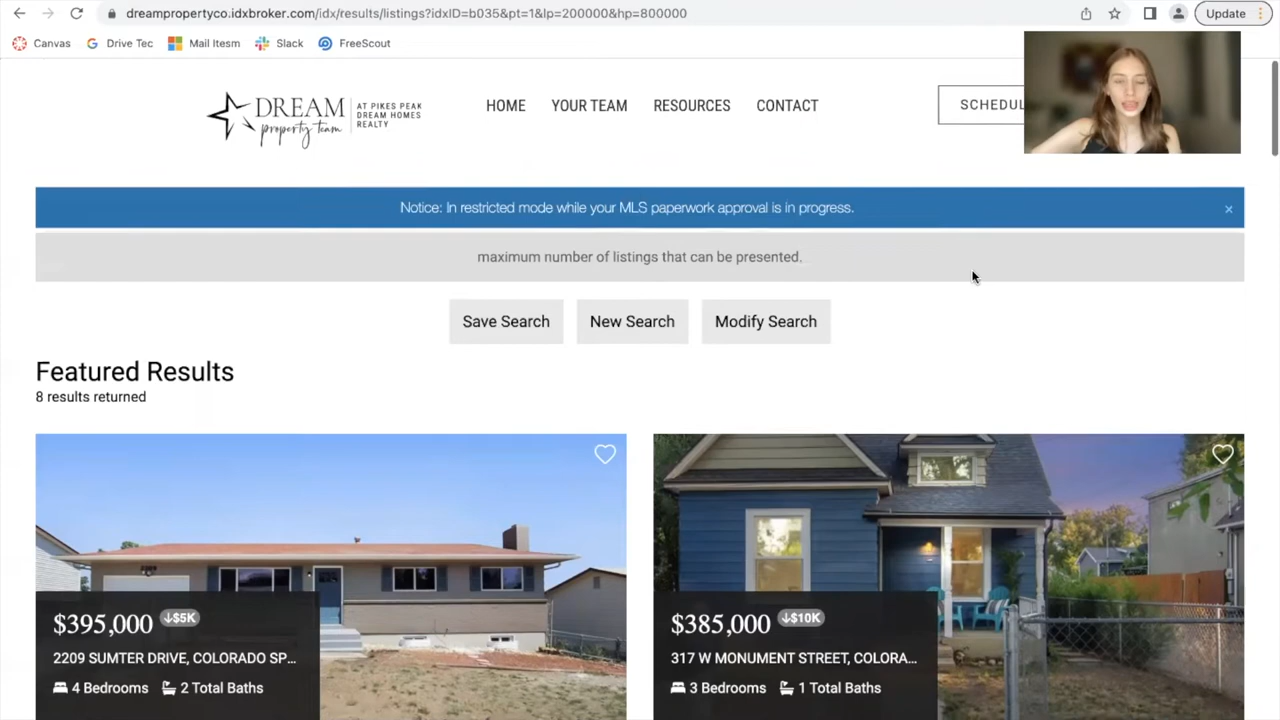 dreampropertyco.idxbroker.com/idx/results/listings?idxID=b035&pt=1&lp=200000&hp=800000
Update
Canvas
Drive Tec
Mail Itesm
Slack
FreeScout
DREAM
property team
AT PIKES PEAK
DREAM HOMES
REALTY
HOME
YOUR TEAM
RESOURCES
CONTACT
SCHEDUL
Notice: In restricted mode while your MLS paperwork approval is in progress.
×
maximum number of listings that can be presented.
Save Search
New Search
Modify Search
Featured Results
8 results returned
$395,000 ↓$5K
2209 SUMTER DRIVE, COLORADO SP...
4 Bedrooms 2 Total Baths
$385,000 ↓$10K
317 W MONUMENT STREET, COLORA...
3 Bedrooms 1 Total Baths